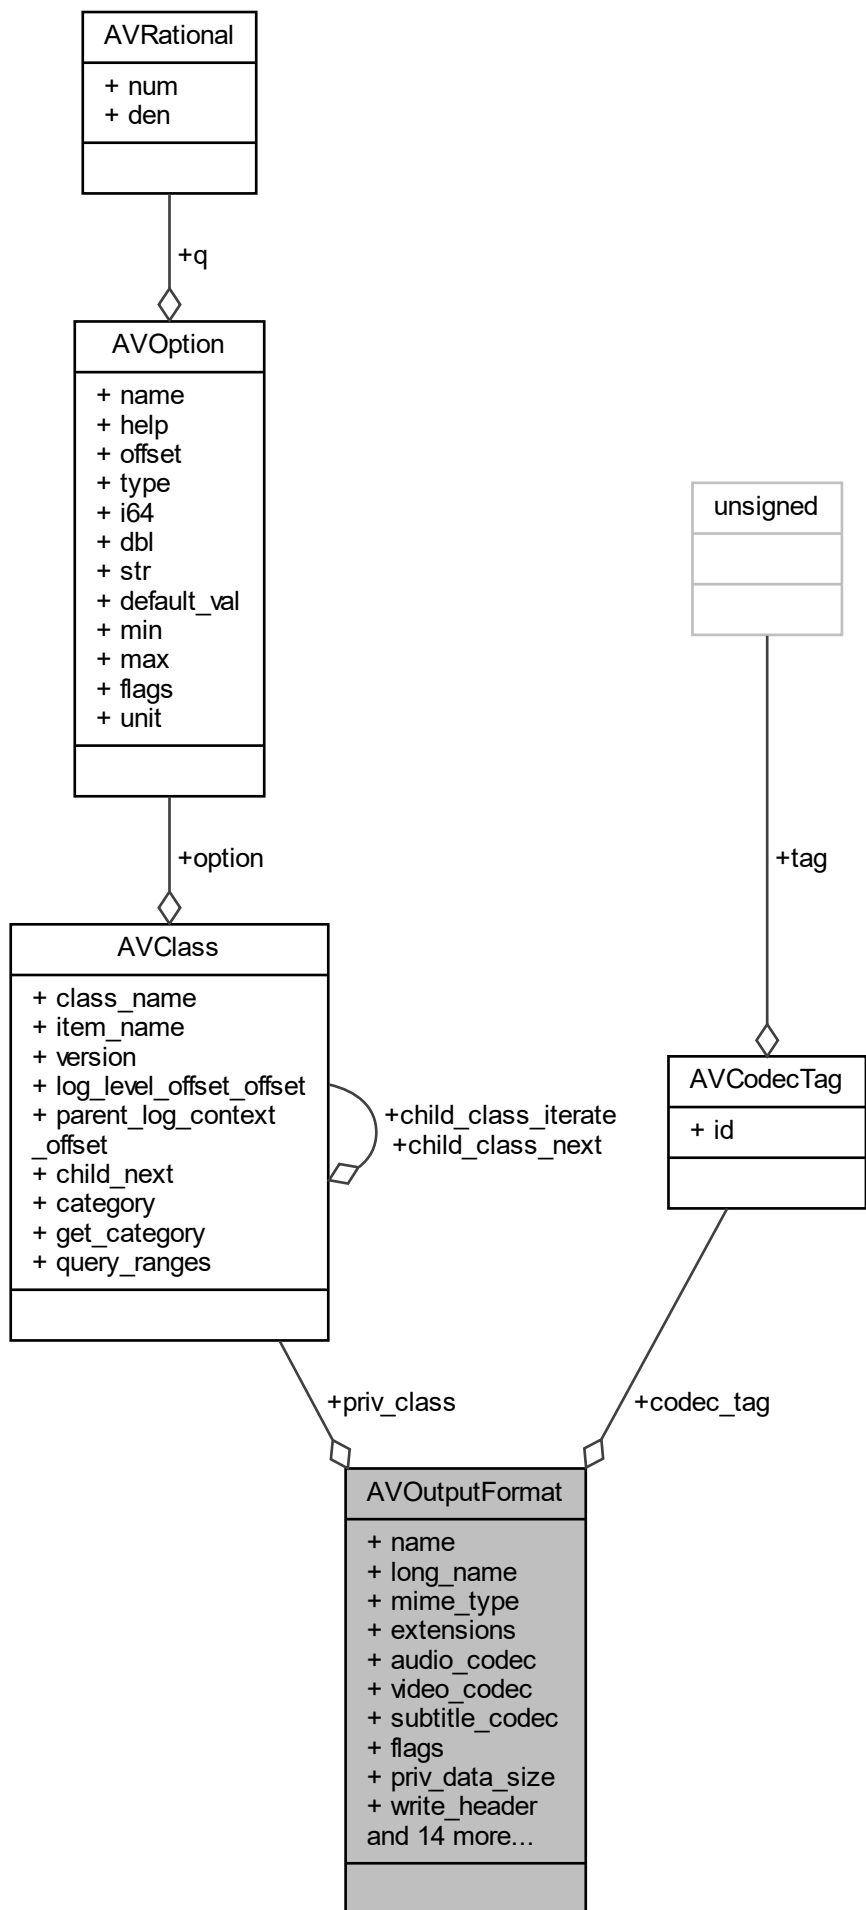 AVRational
+ num
+ den
+q
AVOption
+ name
+ help
+ offset
+ type
+ i64
+ dbl
+ str
+ default_val
+ min
+ max
+ flags
+ unit
unsigned
+option
+tag
AVClass
+ class_name
+ item_name
+ version
+ log_level_offset_offset
+ parent_log_context
_offset
+ child_next
+ category
+ get_category
+ query_ranges
+child_class_iterate
+child_class_next
AVCodecTag
+ id
+priv_class
+codec_tag
AVOutputFormat
+ name
+ long_name
+ mime_type
+ extensions
+ audio_codec
+ video_codec
+ subtitle_codec
+ flags
+ priv_data_size
+ write_header
and 14 more...